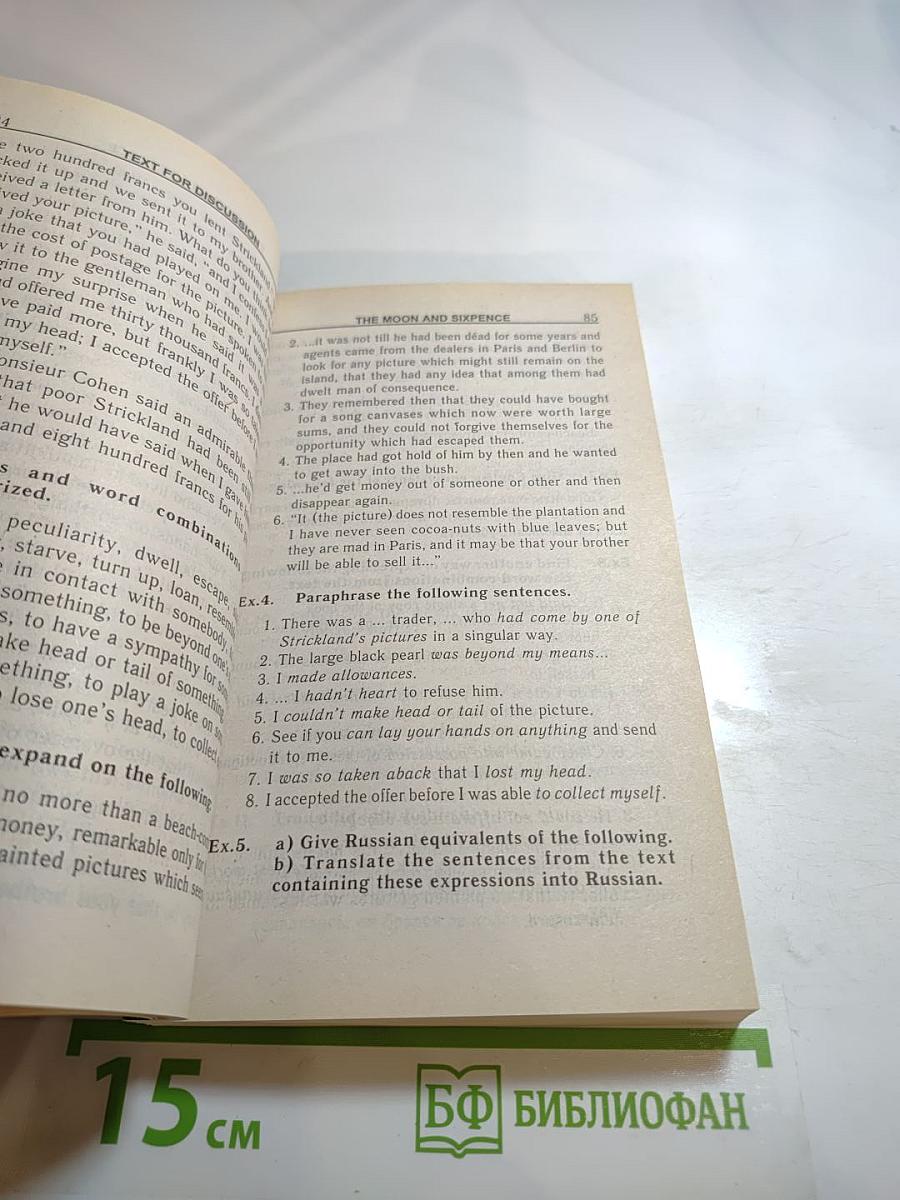 4
TEXT FOR DISCUSSION
two hundred francs you lent
it up and we sent it to my brother
a letter from him. What do you
your picture," he said, "and I
joke that you had played on me. I
the cost of postage for the picture. I
it to the gentleman who had spoken
my surprise when he said it was
offered me thirty thousand francs. I
paid more, but frankly I was so
my head; I accepted the offer before I
myself."
Cohen said an admirable
that poor Strickland had been
he would have said when I gave
and eight hundred francs for his
and word combinations
peculiarity, dwell, escape,
starve, turn up, loan,
in contact with somebody,
something, to be beyond one's
to have a sympathy for
head or tail of something
to play a joke on
lose one's head, to collect
expand on the following
no more than a
money, remarkable only for
pictures which
THE MOON AND SIXPENCE 85
2. ...it was not till he had been dead for some years and
agents came from the dealers in Paris and Berlin to
look for any picture which might still remain on the
island, that they had any idea that among them had
dwelt man of consequence.
3. They remembered then that they could have bought
for a song canvases which now were worth large
sums, and they could not forgive themselves for the
opportunity which had escaped them.
4. The place had got hold of him by then and he wanted
to get away into the bush.
5. ...he'd get money out of someone or other and then
disappear again.
6. "It (the picture) does not resemble the plantation and
I have never seen cocoa-nuts with blue leaves; but
they are mad in Paris, and it may be that your brother
will be able to sell it..."
Ex.4. Paraphrase the following sentences.
1. There was a ... trader, ... who had come by one of
Strickland's pictures in a singular way.
2. The large black pearl was beyond my means...
3. I made allowances.
4. ... I hadn't heart to refuse him.
5. I couldn't make head or tail of the picture.
6. See if you can lay your hands on anything and send
it to me.
7. I was so taken aback that I lost my head.
8. I accepted the offer before I was able to collect myself.
Ex.5. a) Give Russian equivalents of the following.
b) Translate the sentences from the text
containing these expressions into Russian.
15 см
БФ БИБЛИОФАН